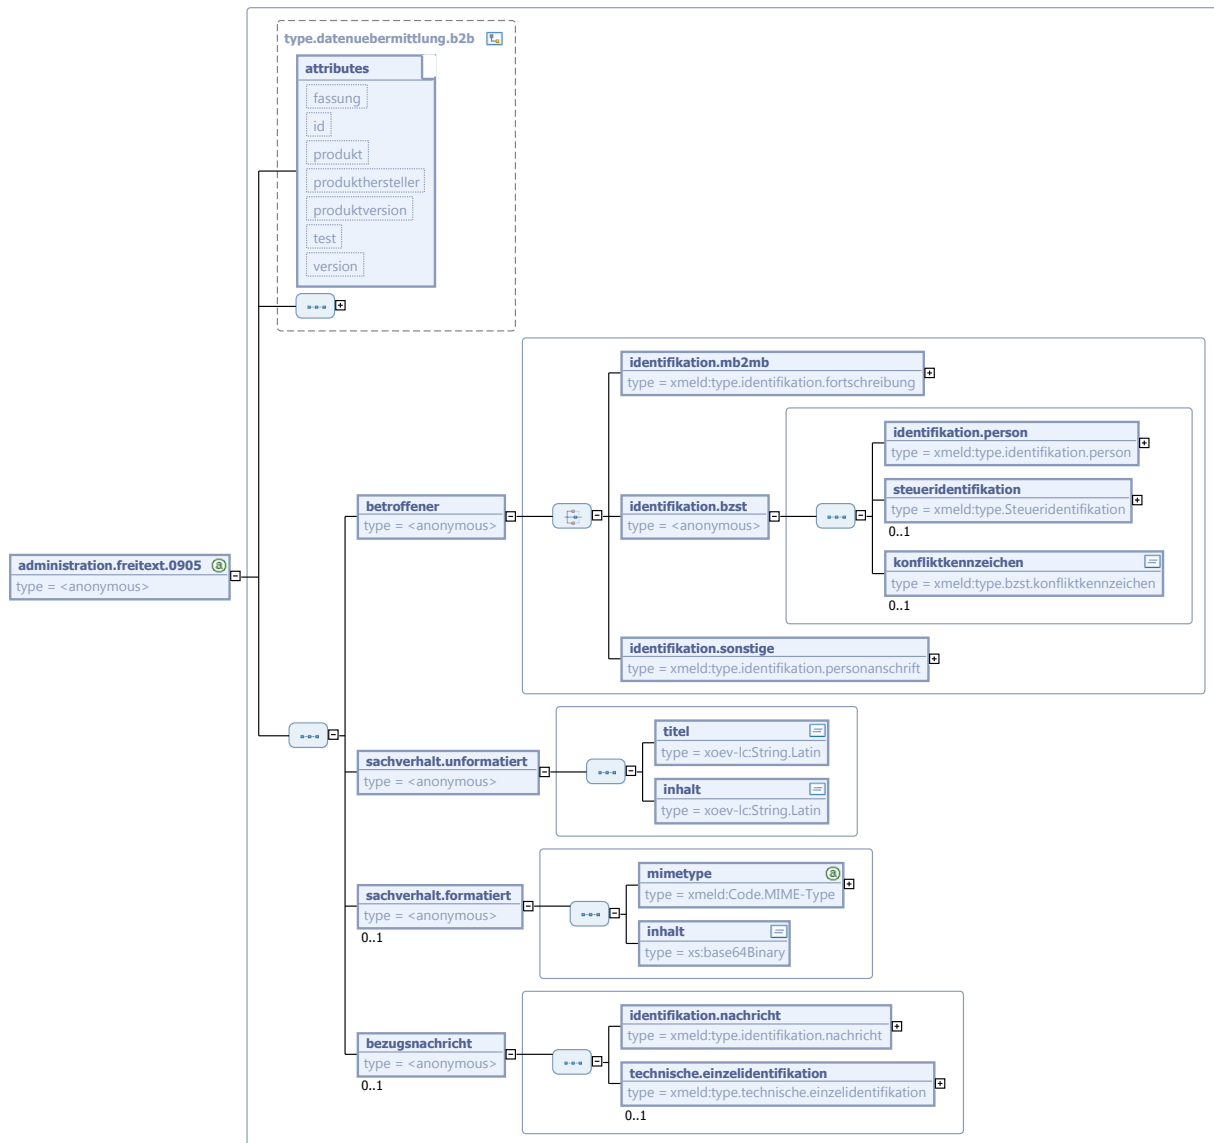 type.datenuebermittlung.b2b
attributes
fassung
id
produkt
produkthersteller
produktversion
test
version
identifikation.mb2mb
type = xmeld:type.identifikation.fortschreibung
identifikation.person
type = xmeld:type.identifikation.person
steueridentifikation
type = xmeld:type.Steueridentifikation
0..1
betroffener
type = <anonymous>
identifikation.bzst
type = <anonymous>
konfliktkennzeichen
type = xmeld:type.bzst.konfliktkennzeichen
0..1
administration.freitext.0905
type = <anonymous>
identifikation.sonstige
type = xmeld:type.identifikation.personanschrift
sachverhalt.unformatiert
type = <anonymous>
titel
type = xoev-lc:String.Latin
inhalt
type = xoev-lc:String.Latin
sachverhalt.formatiert
type = <anonymous>
0..1
mimetype
type = xmeld:Code.MIME-Type
inhalt
type = xs:base64Binary
bezugsnachricht
type = <anonymous>
0..1
identifikation.nachricht
type = xmeld:type.identifikation.nachricht
technische.einzelidentifikation
type = xmeld:type.technische.einzelidentifikation
0..1